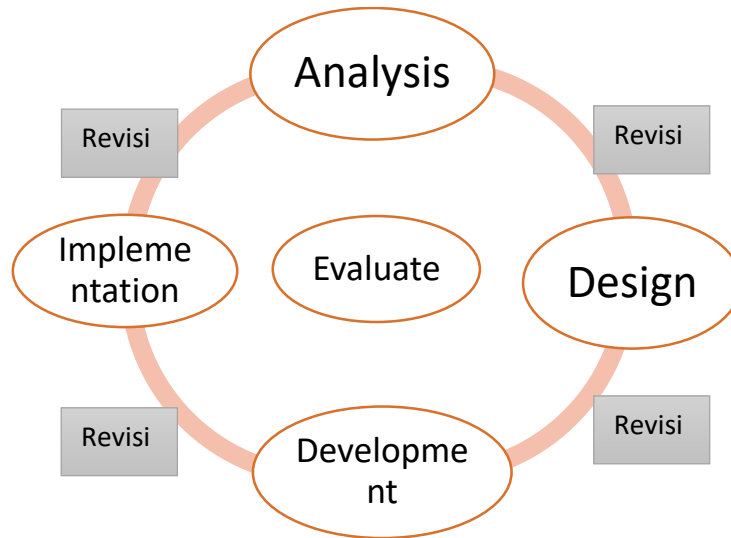 Analysis
Revisi
Revisi
Impleme
ntation
Evaluate
Design
Revisi
Revisi
Developme
nt